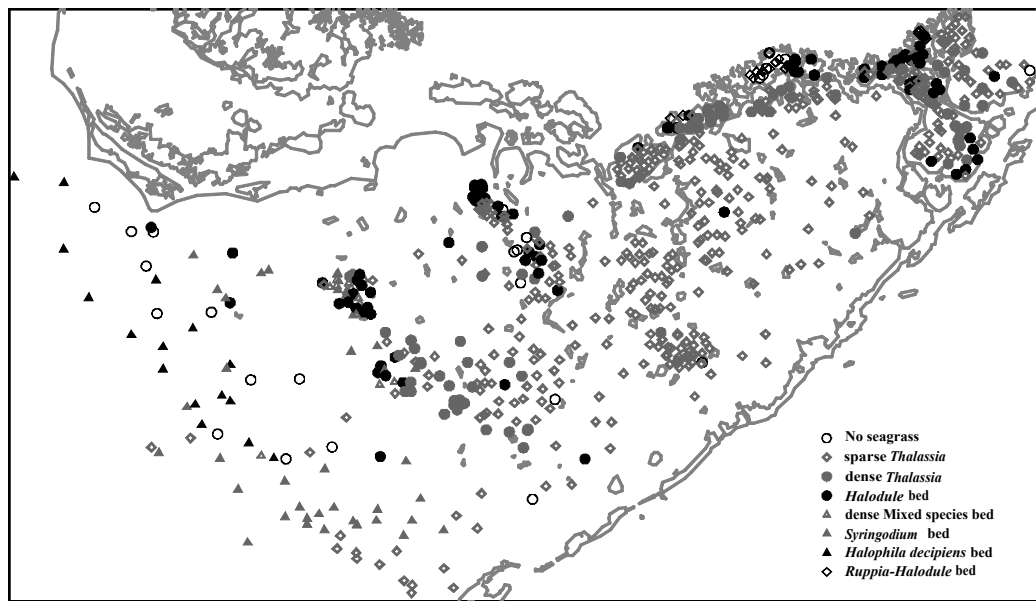 No seagrass
sparse Thalassia
dense Thalassia
Halodule bed
dense Mixed species bed
Syringodium bed
Halophila decipiens bed
Ruppia-Halodule bed